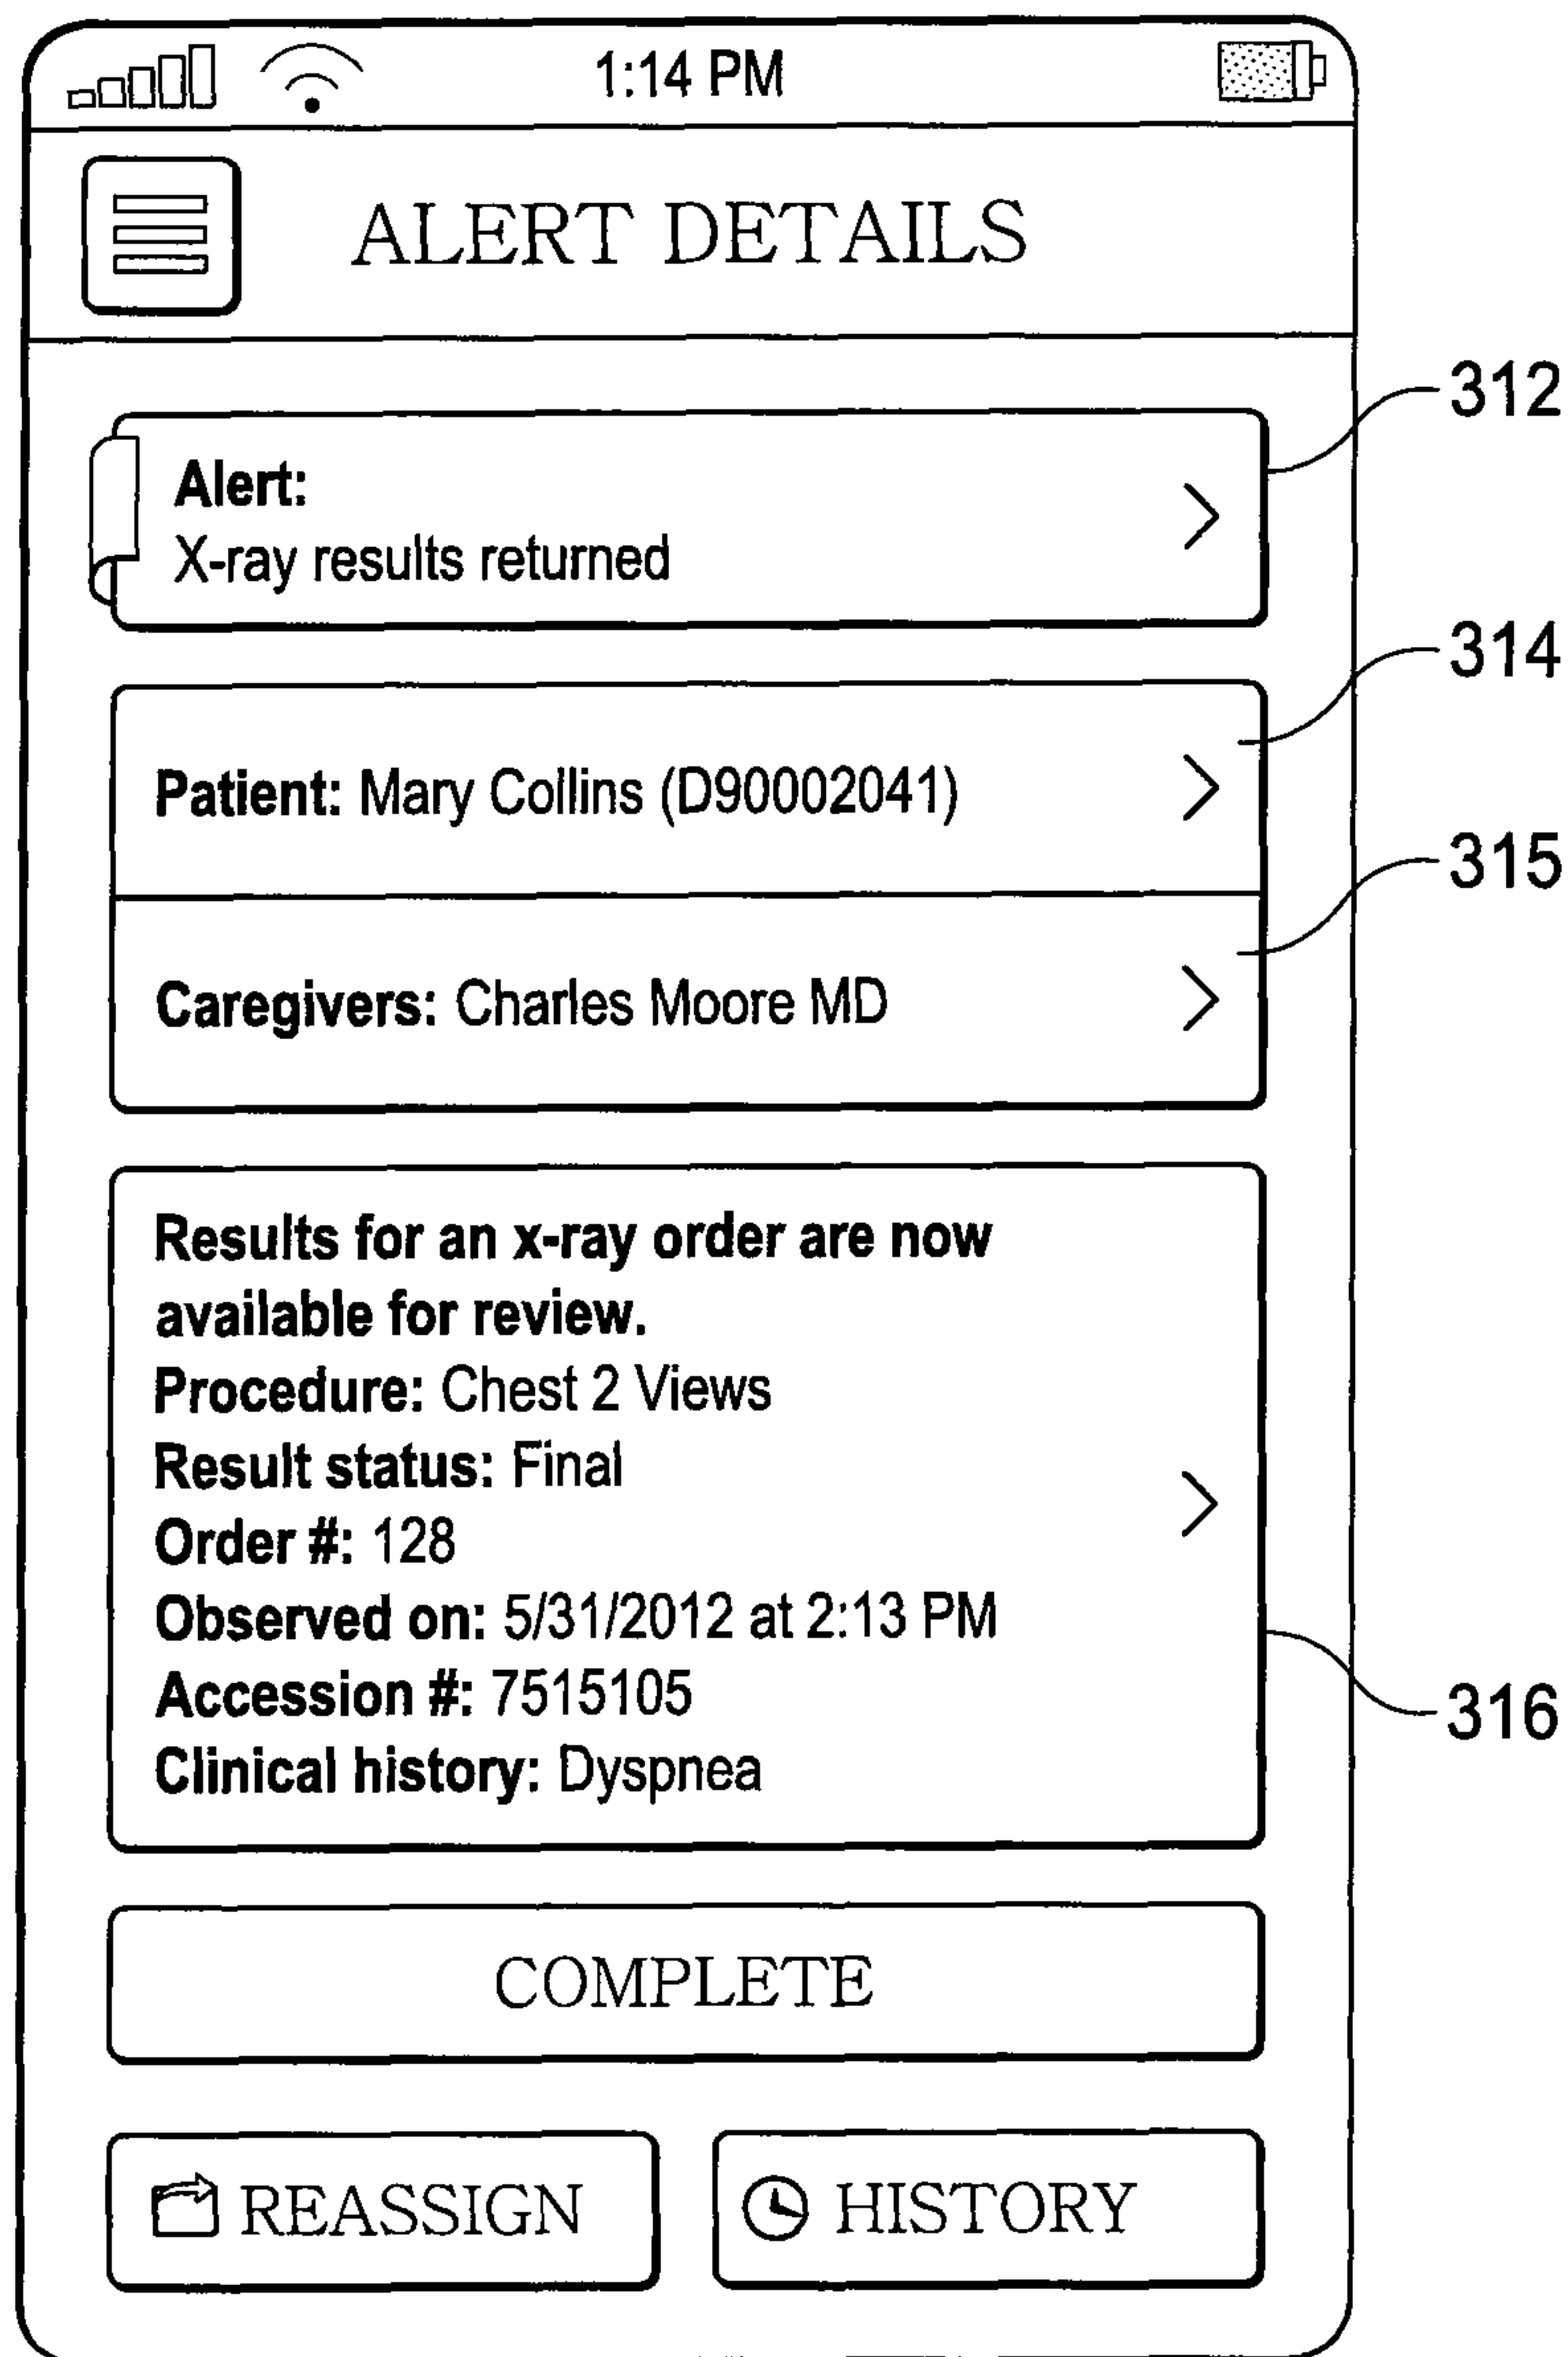 1:14 PM
ALERT DETAILS
312
Alert:
X-ray results returned
314
Patient: Mary Collins (D90002041)
315
Caregivers: Charles Moore MD
Results for an x-ray order are now
available for review.
Procedure: Chest 2 Views
Result status: Final
Order #: 128
Observed on: 5/31/2012 at 2:13 PM
Accession #: 7515105
316
Clinical history: Dyspnea
COMPLETE
REASSIGN
HISTORY